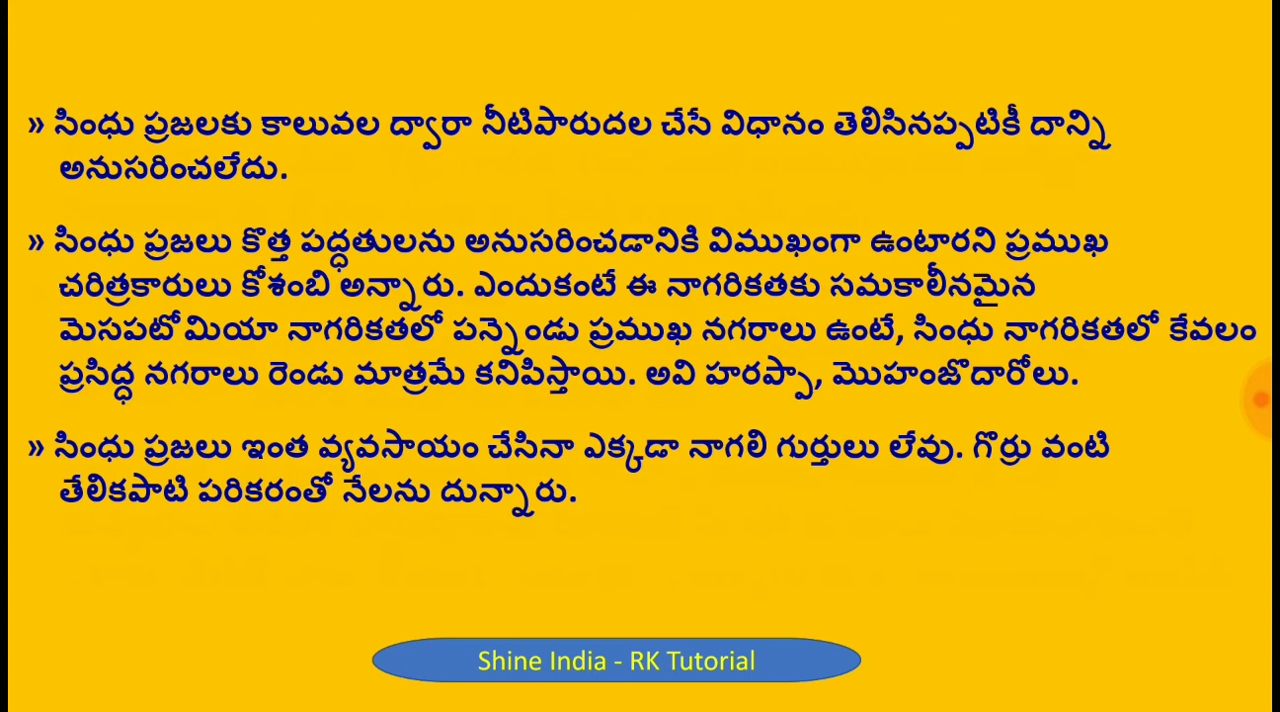 » సింధు ప్రజలకు కాలువల ద్వారా నీటిపారుదల చేసే విధానం తెలిసినప్పటికీ దాన్ని
అనుసరించలేదు.
» సింధు ప్రజలు కొత్త పద్ధతులను అనుసరించడానికి విముఖంగా ఉంటారని ప్రముఖ
చరిత్రకారులు కోశంబి అన్నారు. ఎందుకంటే ఈ నాగరికతకు సమకాలీనమైన
మెసపటోమియా నాగరికతలో పన్నెండు ప్రముఖ నగరాలు ఉంటే, సింధు నాగరికతలో కేవలం
ప్రసిద్ధ నగరాలు రెండు మాత్రమే కనిపిస్తాయి. అవి హరప్పా, మొహంజొదారోలు.
» సింధు ప్రజలు ఇంత వ్యవసాయం చేసినా ఎక్కడా నాగలి గుర్తులు లేవు. గొర్రు వంటి
తేలికపాటి పరికరంతో నేలను దున్నారు.
Shine India - RK Tutorial